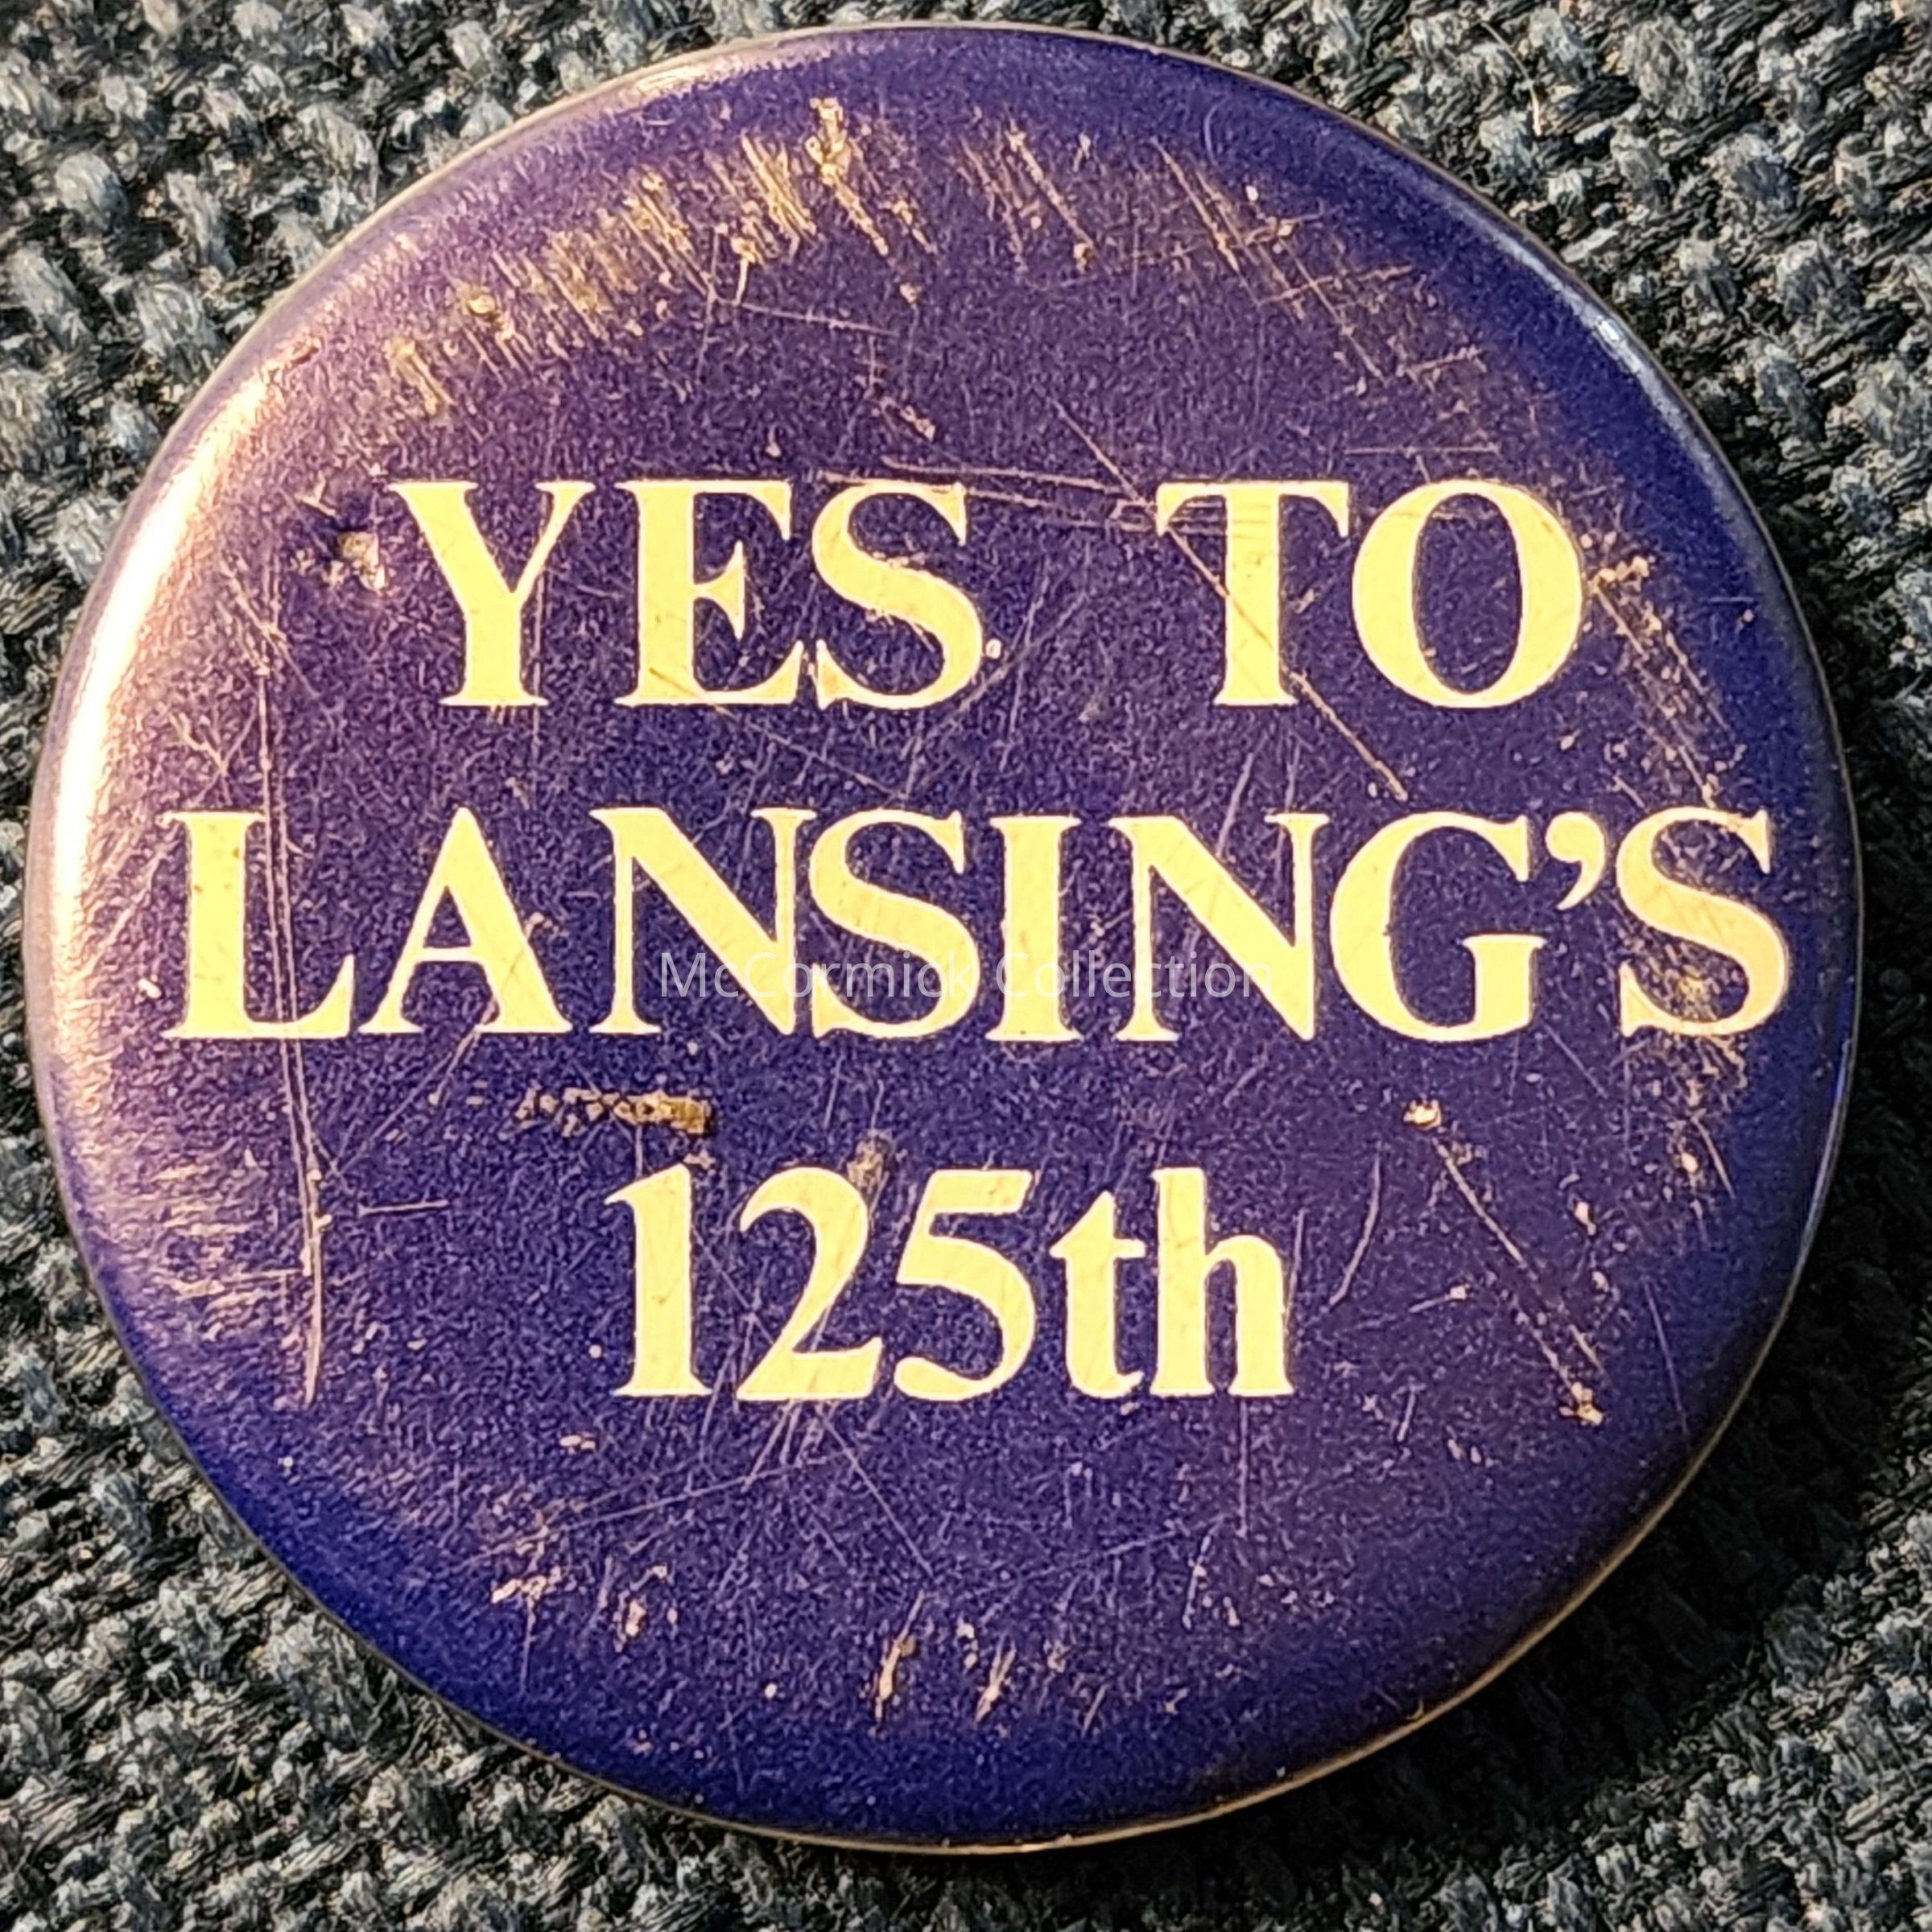 YES TO
LANSING'S
McCormick Collection
125th